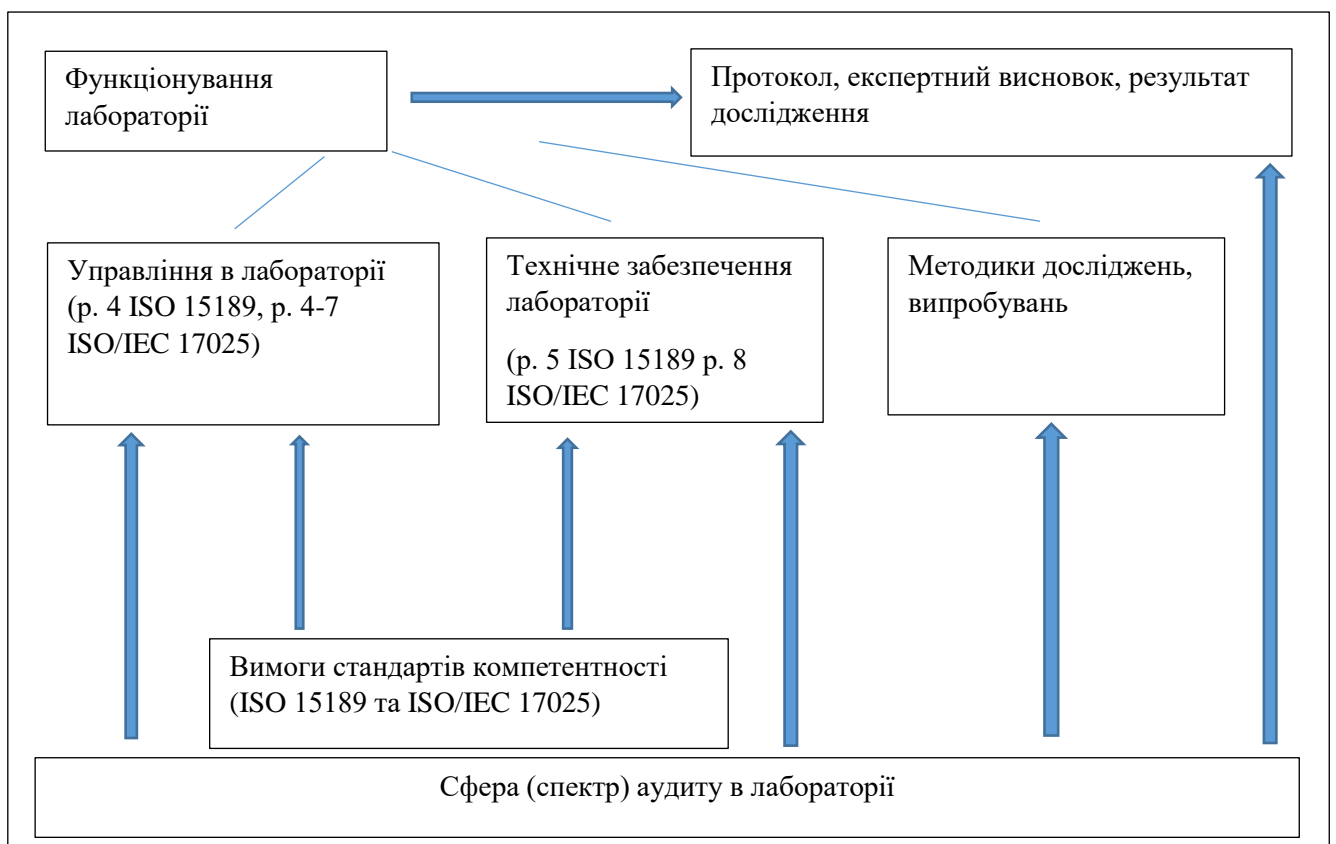 Функціонування
лабораторії
Протокол, експертний висновок, результат
дослідження
Управління в лабораторії
(р. 4 ISO 15189, р. 4-7
ISO/IEC 17025)
Технічне забезпечення
лабораторії
(р. 5 ISO 15189 р. 8
ISO/IEC 17025)
Методики досліджень,
випробувань
Вимоги стандартів компетентності
(ISO 15189 та ISO/IEC 17025)
Сфера (спектр) аудиту в лабораторії